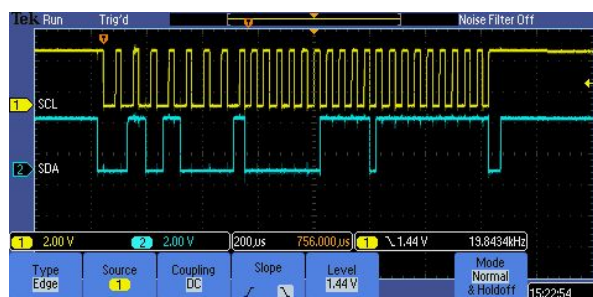 Tek Run Trig'd Noise Filter Off
T
T
1 SCL
2 SDA
1 2.00 V 2 2.00 V 200µs 756.000µs 1 1.44 V 19.8434kHz
Type Source Coupling Slope Level Mode
Edge 1 DC 1.44 V Normal
& Holdoff
15:22:54